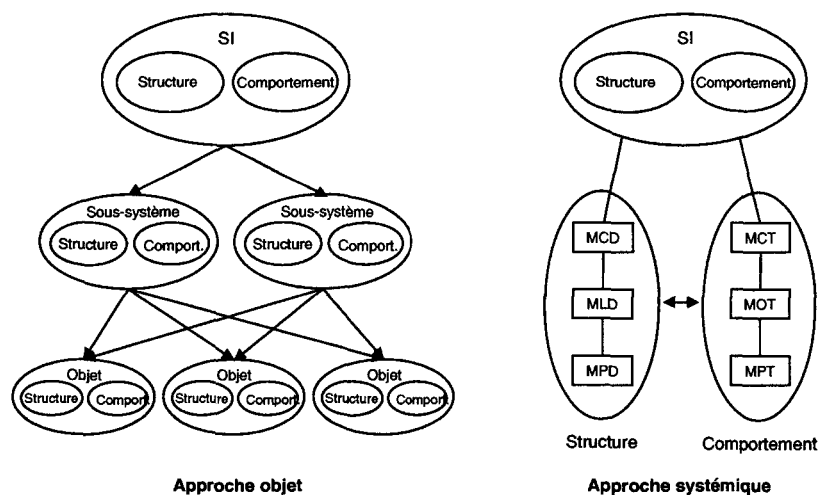 SI
Structure
Comportement
Sous-système
Structure
Comport.
Sous-système
Structure
Comport.
Objet
Structure
Comport
Objet
Structure
Comport
Objet
Structure
Comport
Approche objet
SI
Structure
Comportement
MCD
MLD
MPD
Structure
MCT
MOT
MPT
Comportement
Approche systémique